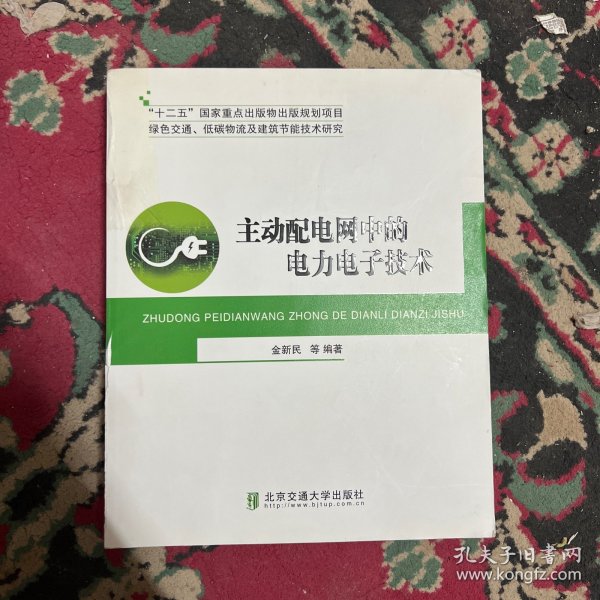 “十二五”国家重点出版物出版规划项目
绿色交通、低碳物流及建筑节能技术研究
主动配电网中的
电力电子技术
ZHUDONG PEIDIANWANG ZHONG DE DIANLI DIANZI JISHU
金新民 等 编著
北京交通大学出版社
http://www.bjtup.com.cn
孔夫子旧书网
www.kongfz.com